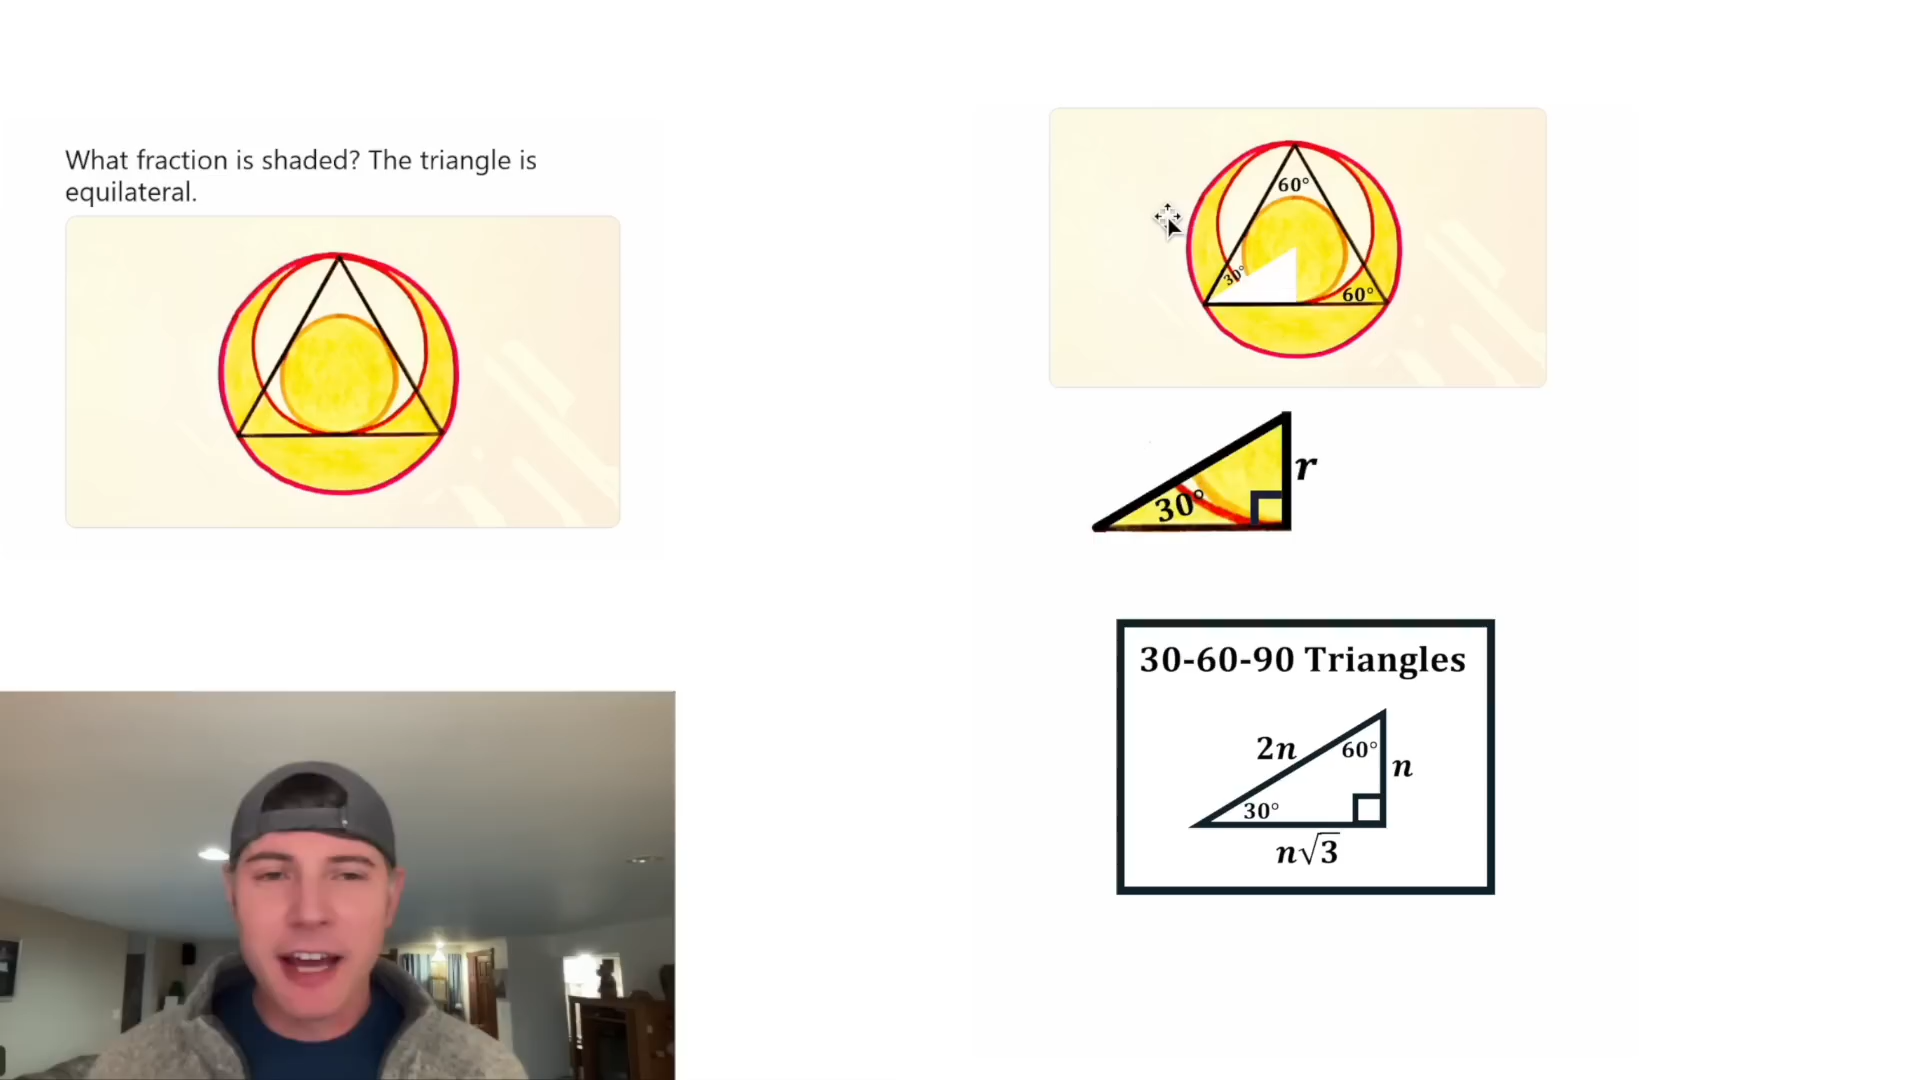 What fraction is shaded? The triangle is
equilateral.
60°
30°
60°
r
30°
30-60-90 Triangles
2n
60°
n
30°
n√3